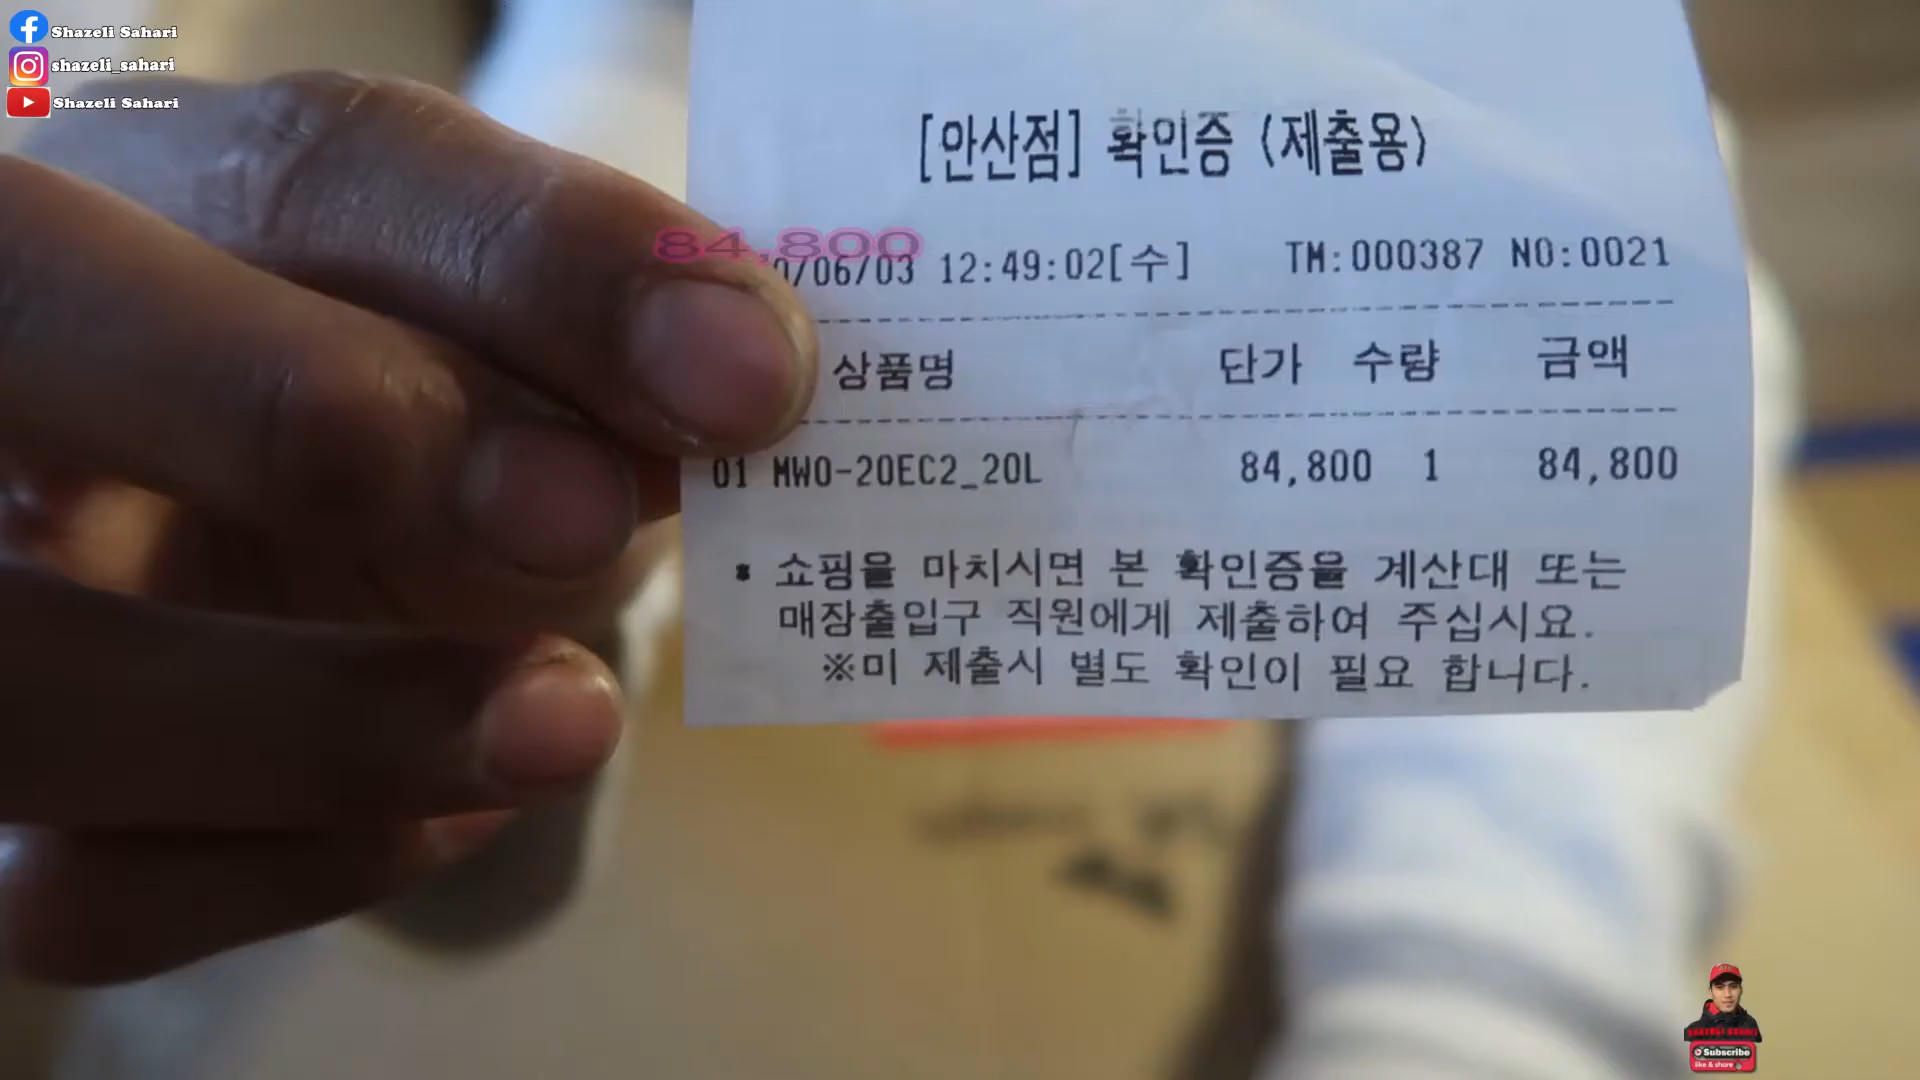 Shazeli Sahari
shazeli_sahari
Shazeli Sahari
[안산점] 확인증 (제출용)
84,800
0/06/03 12:49:02[수] TM:000387 NO:0021
상품명 단가 수량 금액
01 MWO-20EC2_20L 84,800 1 84,800
* 쇼핑을 마치시면 본 확인증을 계산대 또는
매장출입구 직원에게 제출하여 주십시요.
※미 제출시 별도 확인이 필요 합니다.
SHAZELI SAHARI
Subscribe
like & share